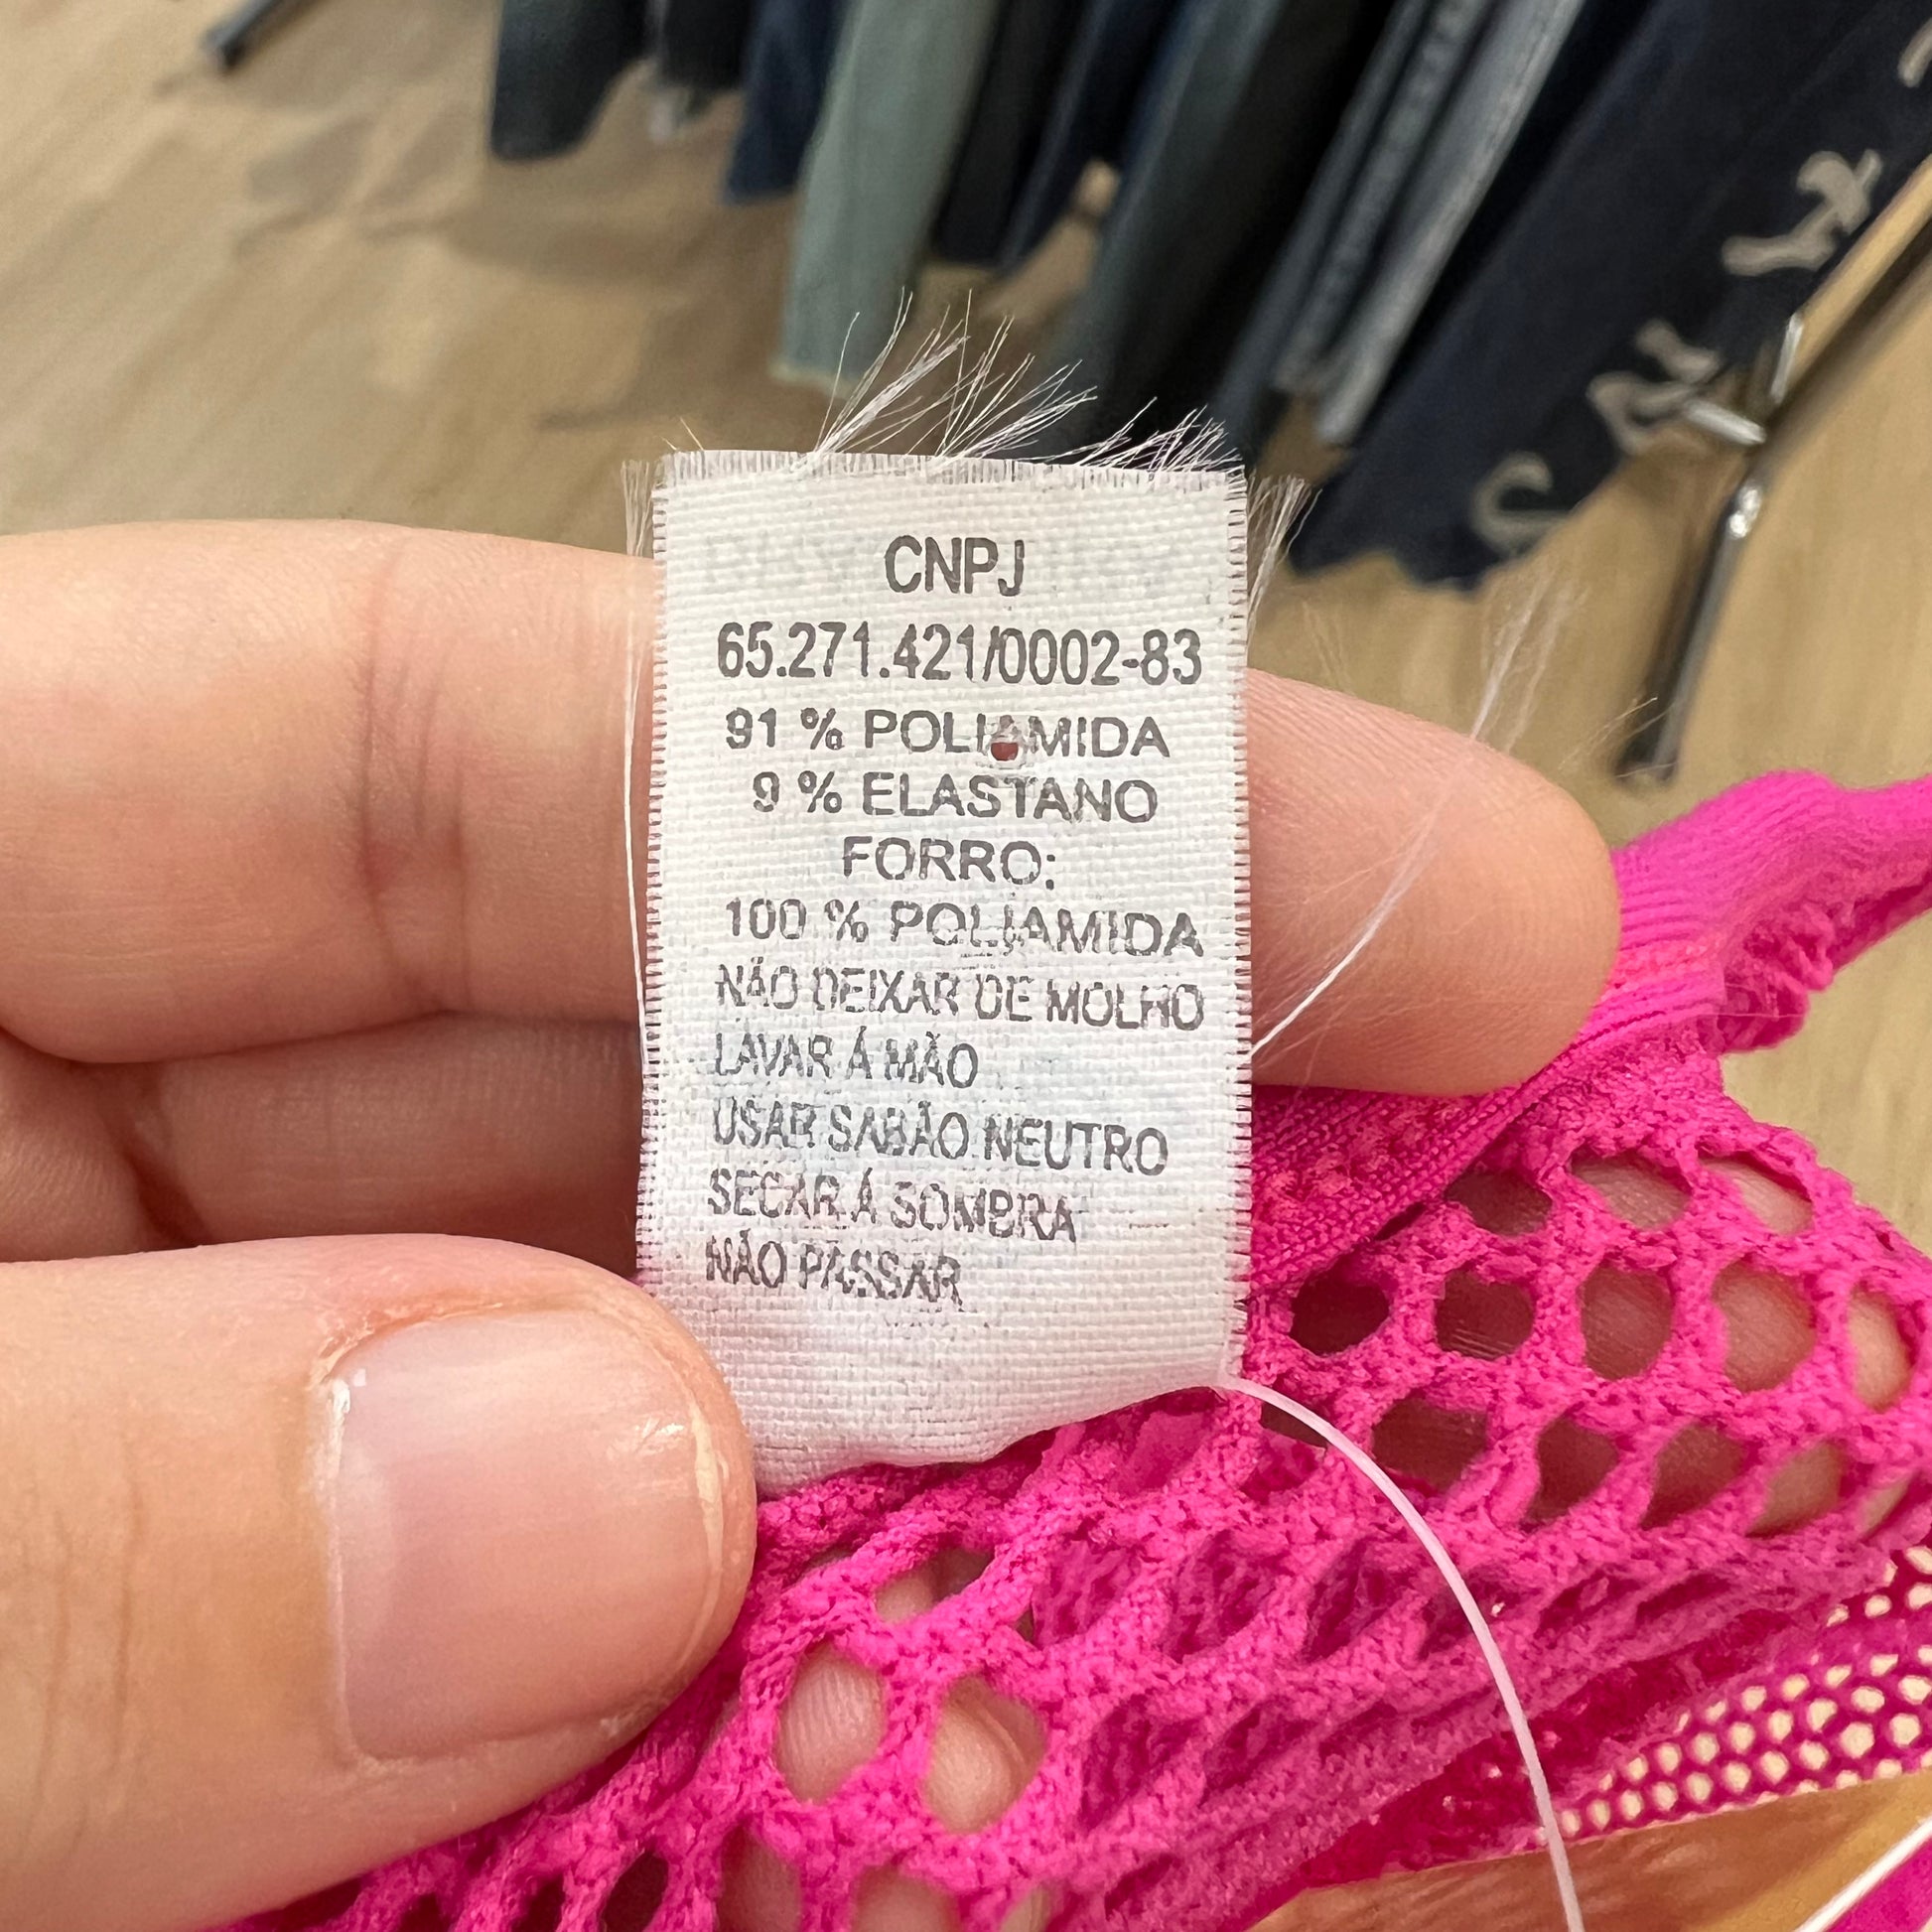 CNPJ
65.271.421/0002-83
91 % POLIAMIDA
9 % ELASTANO
FORRO:
100 % POLIAMIDA
NÃO DEIXAR DE MOLHO
LAVAR Á MÃO
USAR SABÃO NEUTRO
SECAR Á SOMBRA
NÃO PASSAR